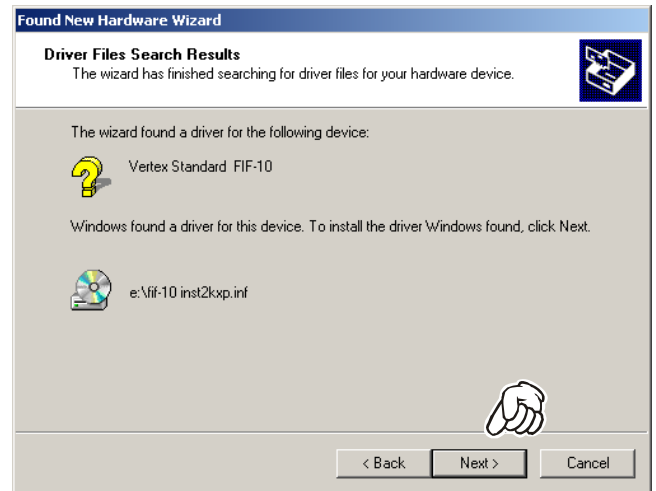 Found New Hardware Wizard
Driver Files Search Results
The wizard has finished searching for driver files for your hardware device.
The wizard found a driver for the following device:
Vertex Standard FIF-10
Windows found a driver for this device. To install the driver Windows found, click Next.
e:\fif-10 inst2kxp.inf
< Back Next > Cancel